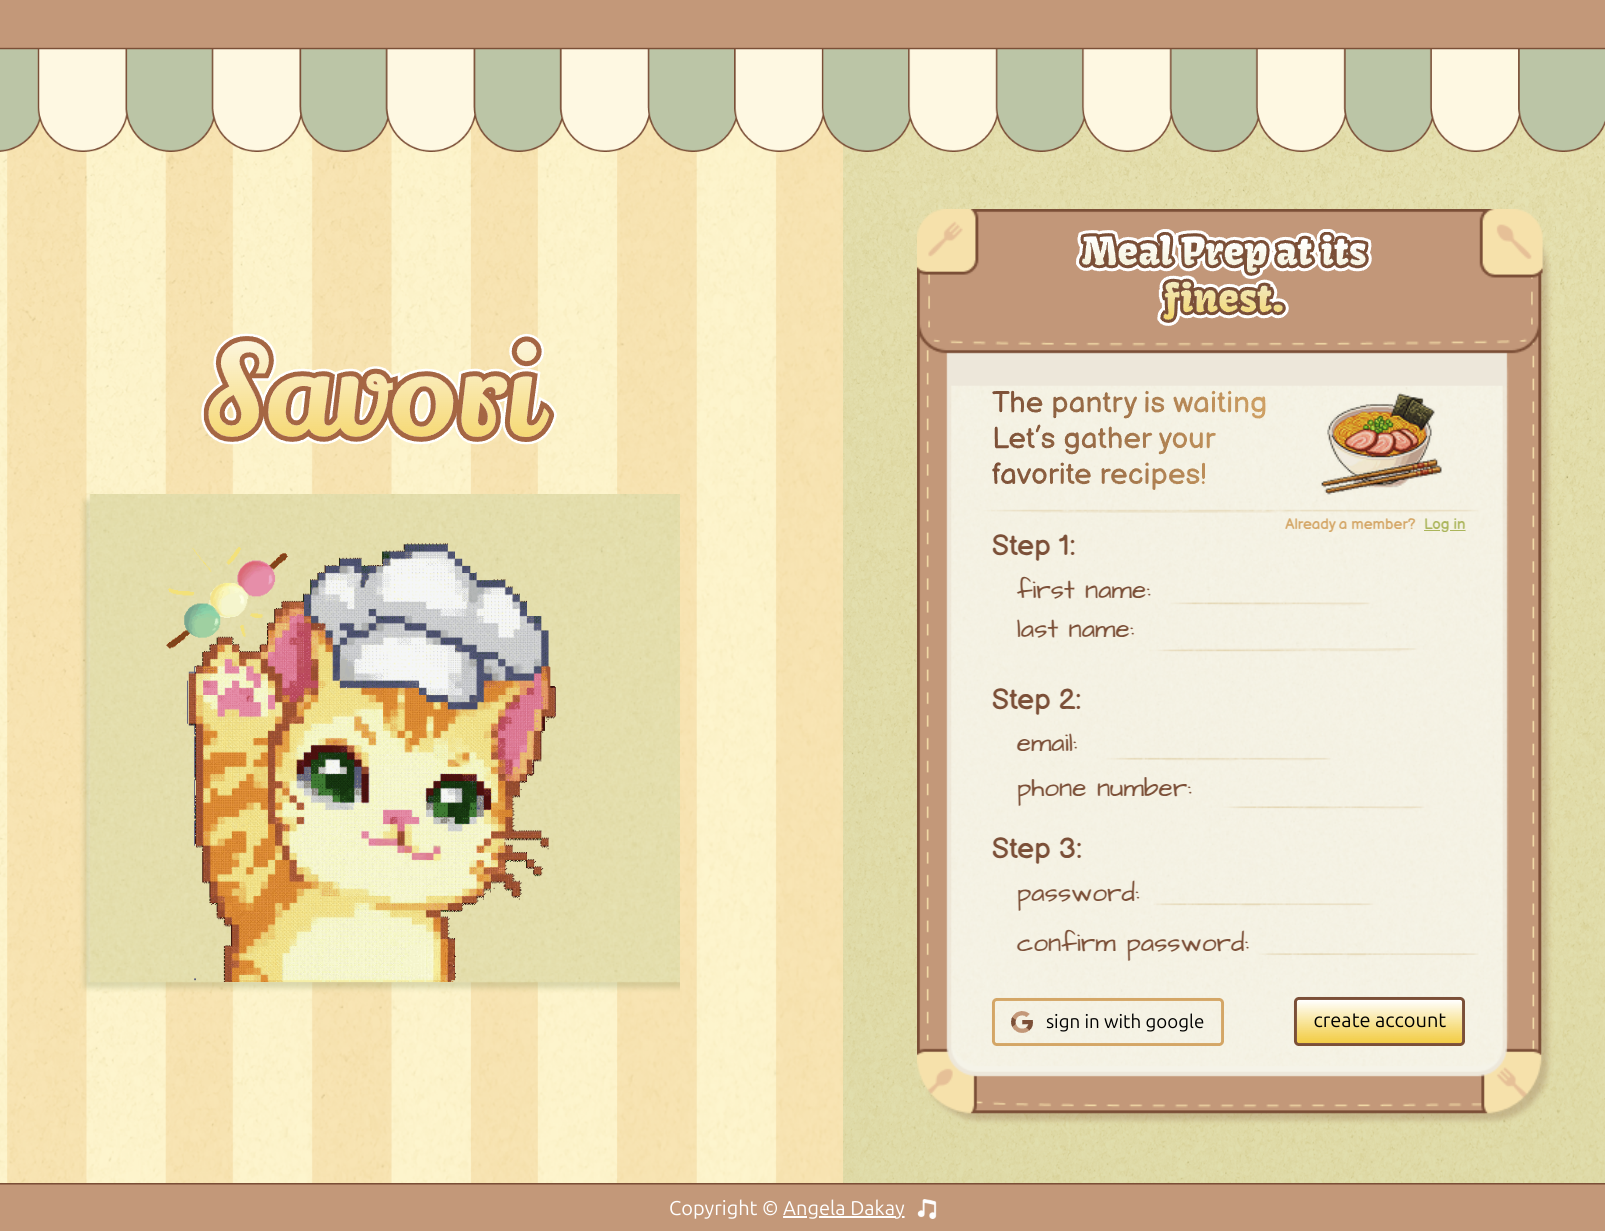 Savori
Meal Prep at its
finest.
The pantry is waiting
Let's gather your
favorite recipes!
Already a member? Log in
Step 1:
first name:
last name:
Step 2:
email:
phone number:
Step 3:
password:
confirm password:
sign in with google
create account
Copyright © Angela Dakay